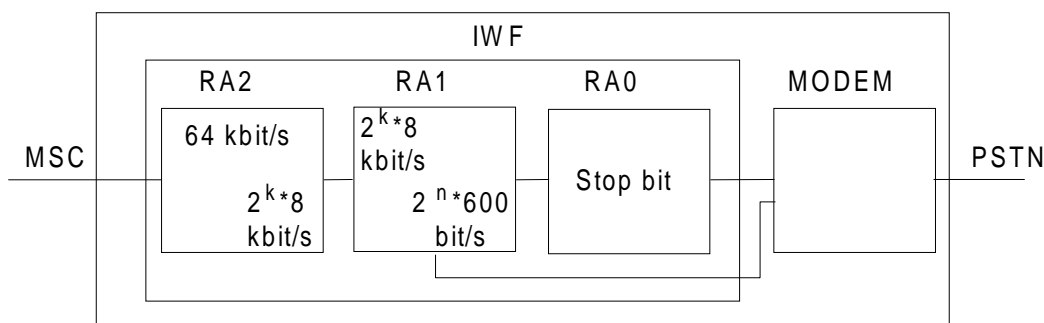 IWF
RA2
RA1
RA0
MODEM
MSC
PSTN
64 kbit/s
2^k*8
kbit/s
2^k*8
kbit/s
2^n*600
bit/s
Stop bit